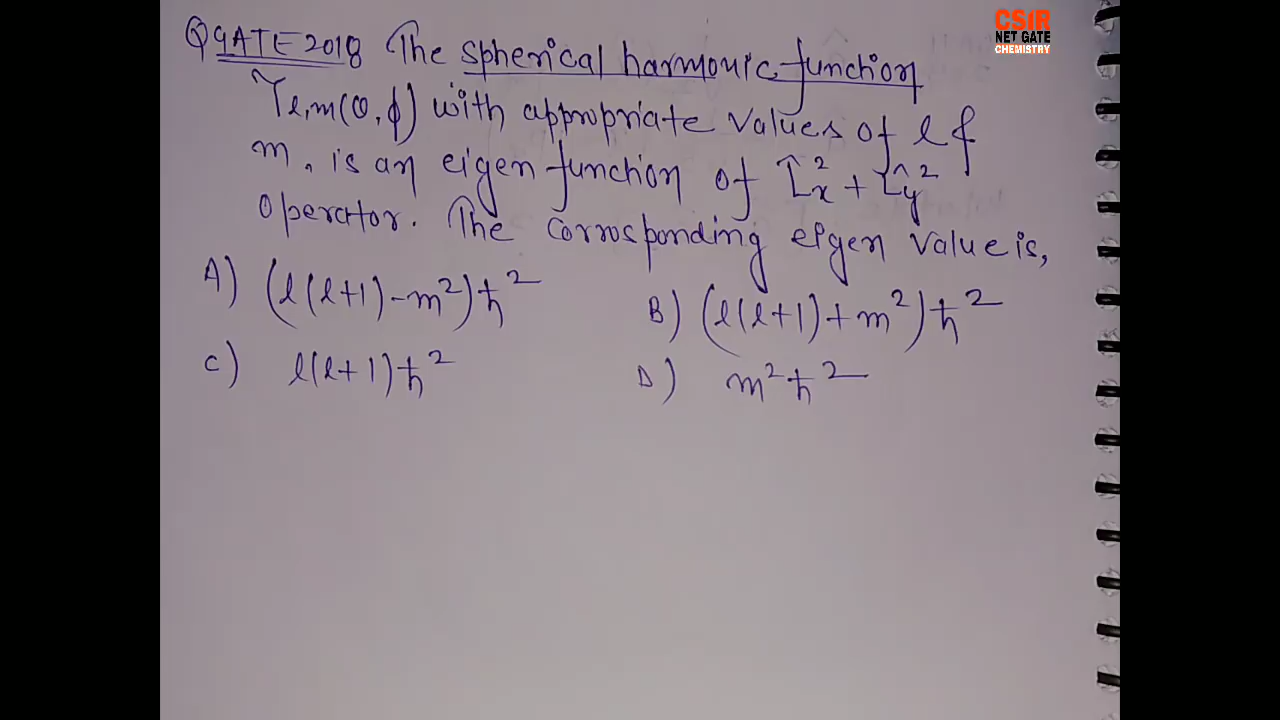 CSIR
NET GATE
CHEMISTRY
Q GATE 2018 The spherical harmonic function
Yl,m(θ,ϕ) with appropriate values of l &
m, is an eigen function of L̂x² + L̂y²
Operator. The corrosponding eigen value is,
A) (l(l+1)-m²)ħ² B) (l(l+1)+m²)ħ²
C) l(l+1)ħ² D) m²ħ²